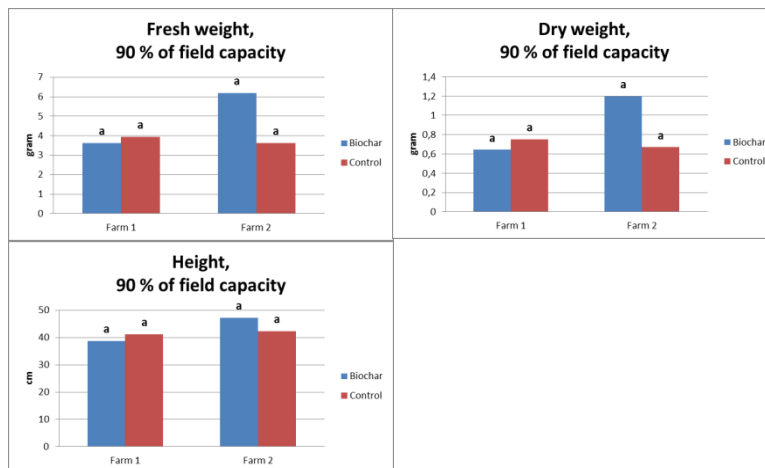 Fresh weight,
90 % of field capacity
7
6
5
4
3
2
1
0
gram
a
a
a
a
Farm 1
Farm 2
Biochar
Control
Dry weight,
90 % of field capacity
1,4
1,2
1
0,8
0,6
0,4
0,2
0
gram
a
a
a
a
Farm 1
Farm 2
Biochar
Control
Height,
90 % of field capacity
50
40
30
20
10
0
cm
a
a
a
a
Farm 1
Farm 2
Biochar
Control